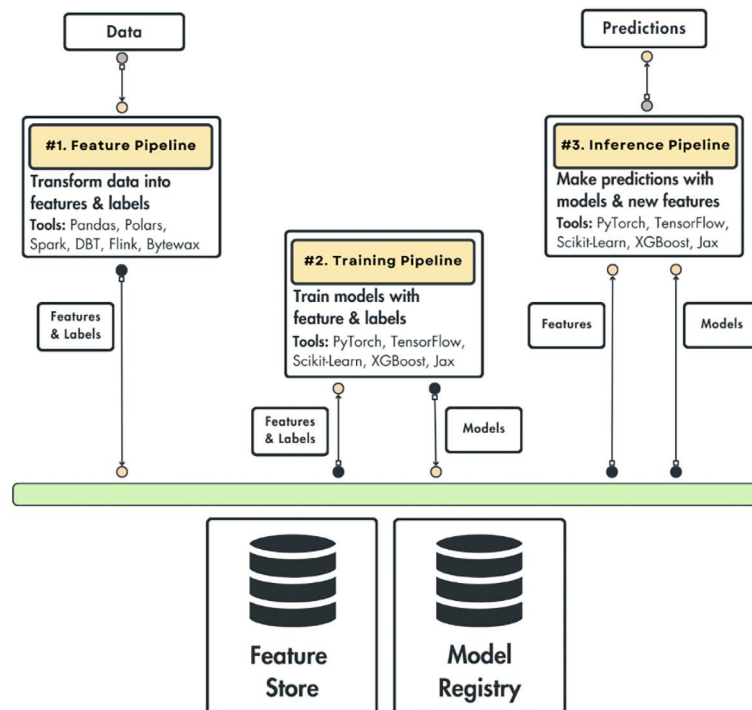 Data
Predictions
#1. Feature Pipeline
Transform data into
features & labels
Tools: Pandas, Polars,
Spark, DBT, Flink, Bytewax
#3. Inference Pipeline
Make predictions with
models & new features
Tools: PyTorch, TensorFlow,
Scikit-Learn, XGBoost, Jax
#2. Training Pipeline
Train models with
feature & labels
Tools: PyTorch, TensorFlow,
Scikit-Learn, XGBoost, Jax
Features
& Labels
Features
Models
Features
& Labels
Models
Feature
Store
Model
Registry